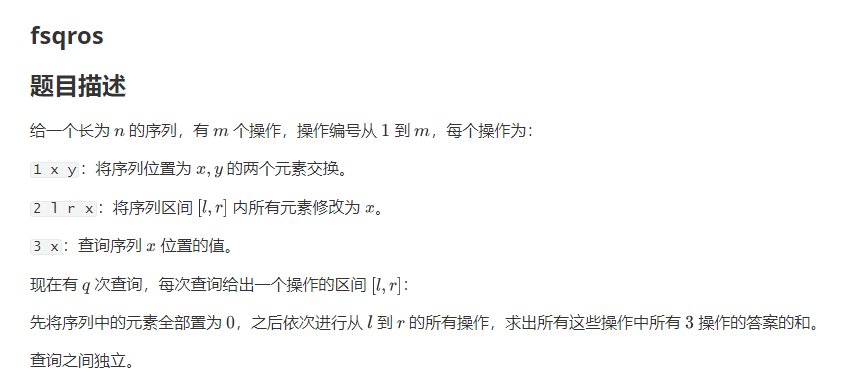 fsqros
题目描述
给一个长为 n 的序列，有 m 个操作，操作编号从 1 到 m，每个操作为：
1 x y：将序列位置为 x, y 的两个元素交换。
2 l r x：将序列区间 [l, r] 内所有元素修改为 x。
3 x：查询序列 x 位置的值。
现在有 q 次查询，每次查询给出一个操作的区间 [l, r]：
先将序列中的元素全部置为 0，之后依次进行从 l 到 r 的所有操作，求出所有这些操作中所有 3 操作的答案的和。
查询之间独立。